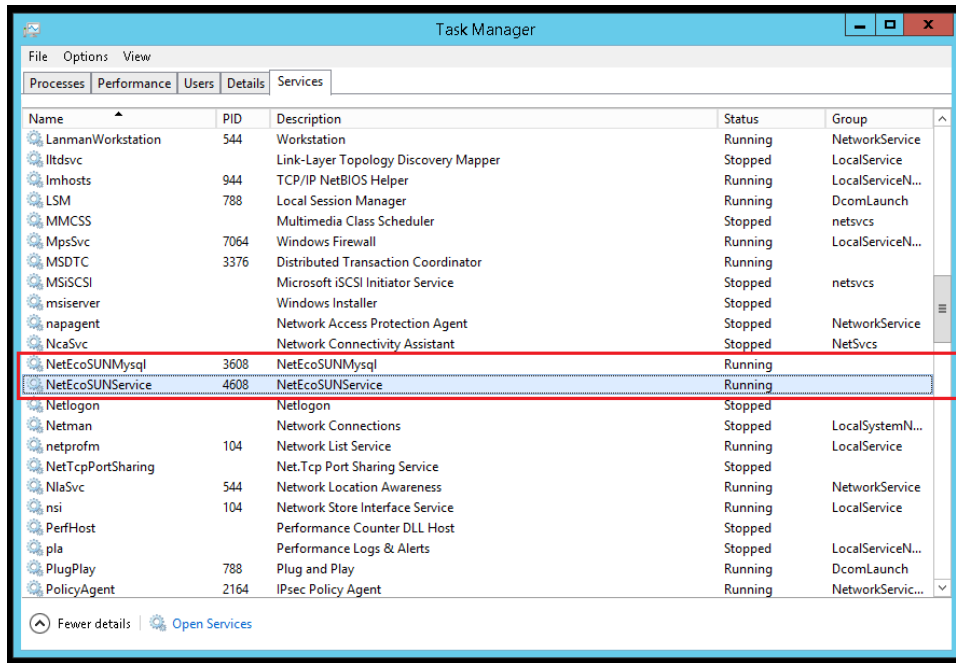 Task Manager
File Options View
Processes Performance Users Details Services
Name PID Description Status Group
LanmanWorkstation 544 Workstation Running NetworkService
lltdsvc Link-Layer Topology Discovery Mapper Stopped LocalService
lmhosts 944 TCP/IP NetBIOS Helper Running LocalServiceN...
LSM 788 Local Session Manager Running DcomLaunch
MMCSS Multimedia Class Scheduler Stopped netsvcs
MpsSvc 7064 Windows Firewall Running LocalServiceN...
MSDTC 3376 Distributed Transaction Coordinator Running
MSiSCSI Microsoft iSCSI Initiator Service Stopped netsvcs
msiserver Windows Installer Stopped
napagent Network Access Protection Agent Stopped NetworkService
NcaSvc Network Connectivity Assistant Stopped NetSvcs
NetEcoSUNMysql 3608 NetEcoSUNMysql Running
NetEcoSUNService 4608 NetEcoSUNService Running
Netlogon Netlogon Stopped
Netman Network Connections Stopped LocalSystemN...
netprofm 104 Network List Service Running LocalService
NetTcpPortSharing Net.Tcp Port Sharing Service Stopped
NlaSvc 544 Network Location Awareness Running NetworkService
nsi 104 Network Store Interface Service Running LocalService
PerfHost Performance Counter DLL Host Stopped
pla Performance Logs & Alerts Stopped LocalServiceN...
PlugPlay 788 Plug and Play Running DcomLaunch
PolicyAgent 2164 IPsec Policy Agent Running NetworkServic...
Fewer details Open Services